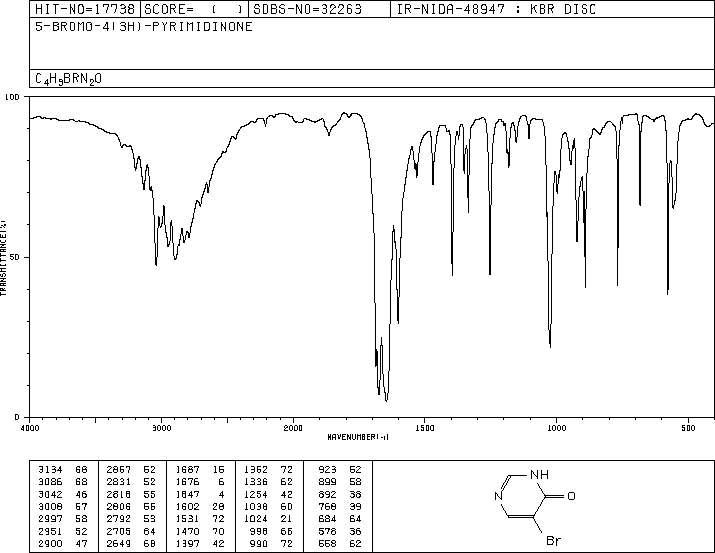 HIT-NO=17738 SCORE= ( ) SDBS-NO=32263 IR-NIDA-48947 : KBR DISC
5-BROMO-4(3H)-PYRIMIDINONE
C4H3BRN2O
100
50
0
TRANSMITTANCE(%)
4000 3000 2000 1500 1000 500
WAVENUMBER(-1)
3134 68 2867 52 1687 15 1362 72 923 52
3086 68 2831 52 1676 6 1336 62 899 58
3042 46 2818 55 1647 4 1254 42 892 38
3008 57 2806 55 1602 28 1038 60 768 39
2997 58 2792 53 1531 72 1024 21 684 64
2951 52 2705 64 1470 70 998 66 578 36
2900 47 2649 68 1397 42 990 72 558 62
NH
N
O
Br